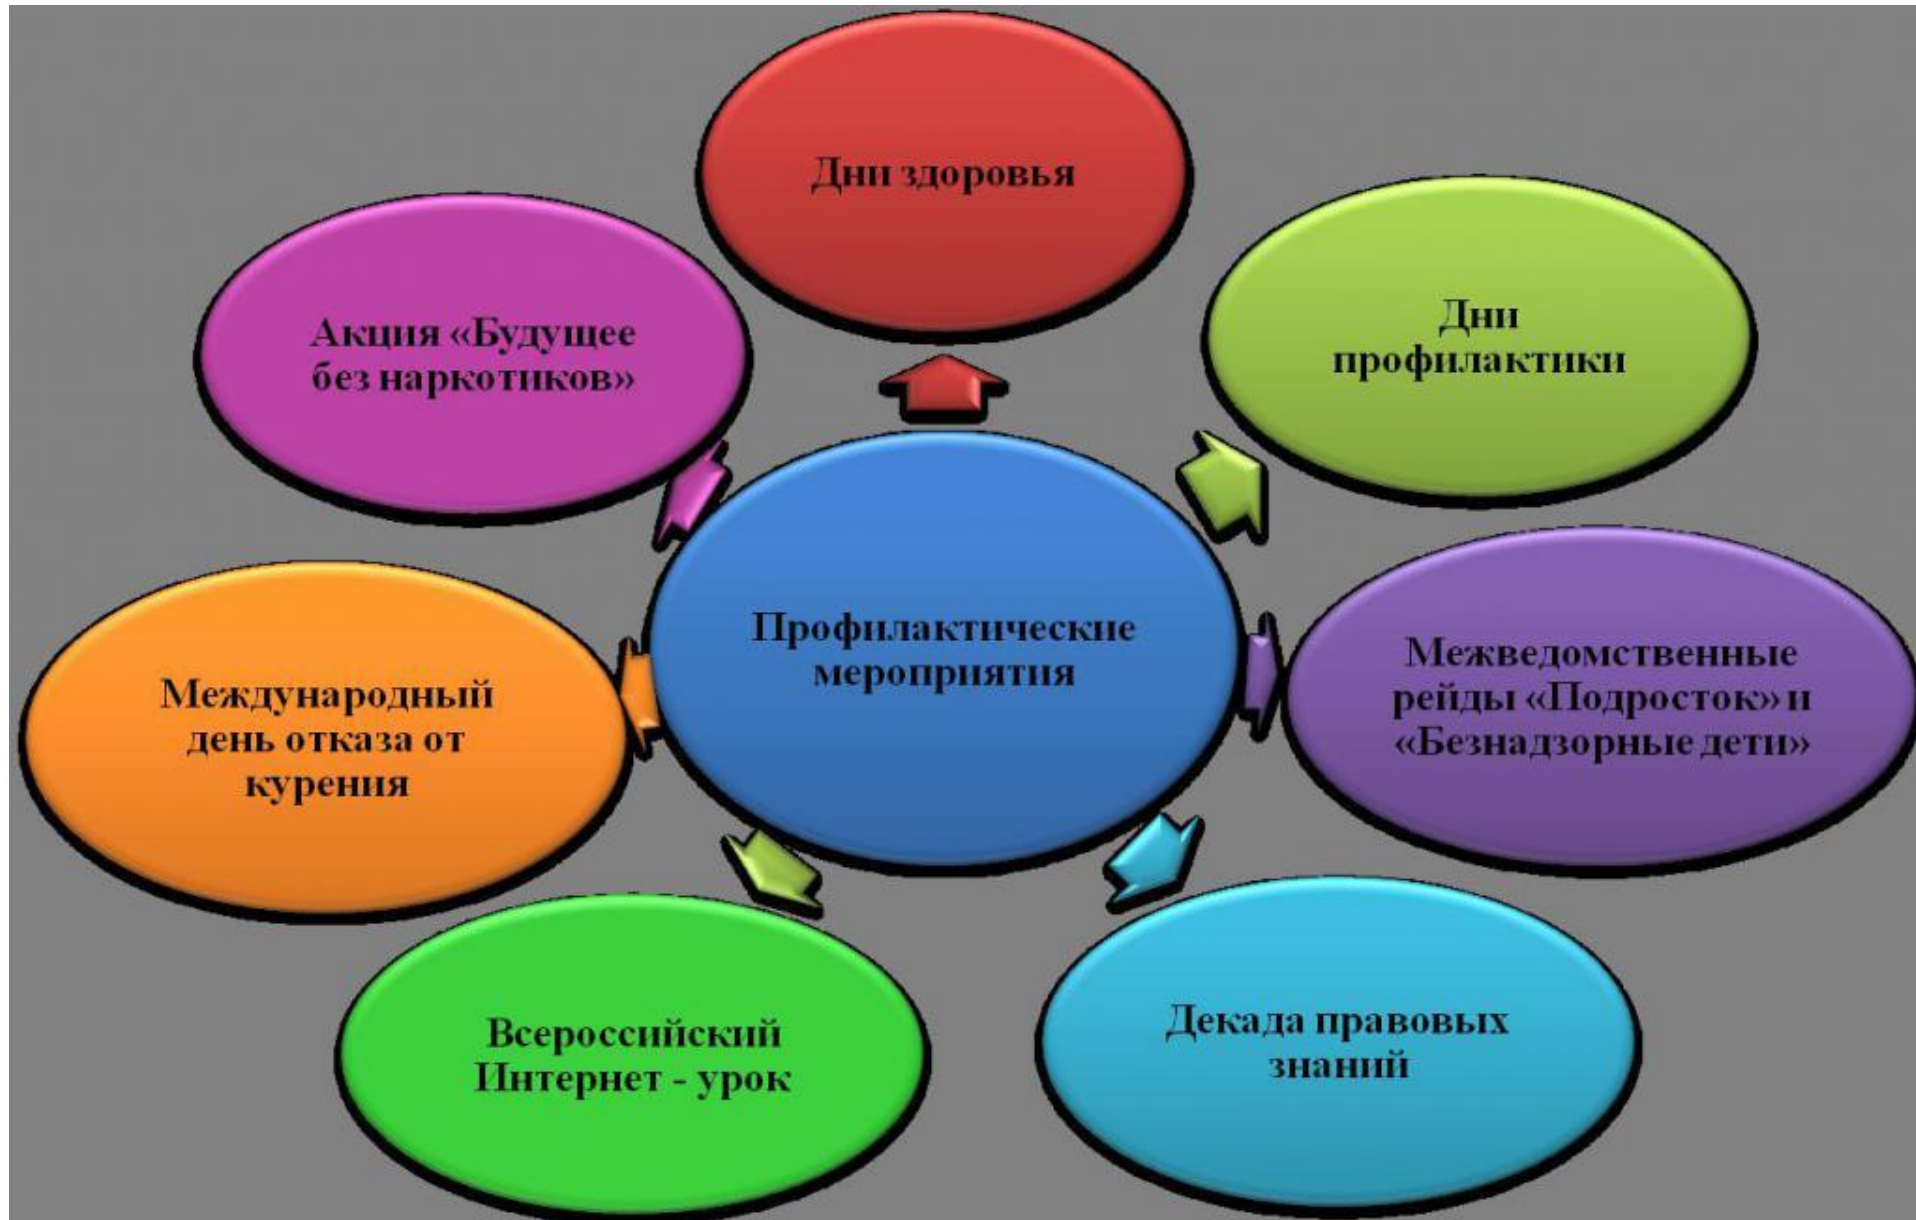 Дни здоровья
Акция «Будущее
без наркотиков»
Дни
профилактики
Профилактические
мероприятия
Международный
день отказа от
курения
Межведомственные
рейды «Подросток» и
«Безнадзорные дети»
Всероссийский
Интернет - урок
Декада правовых
знаний